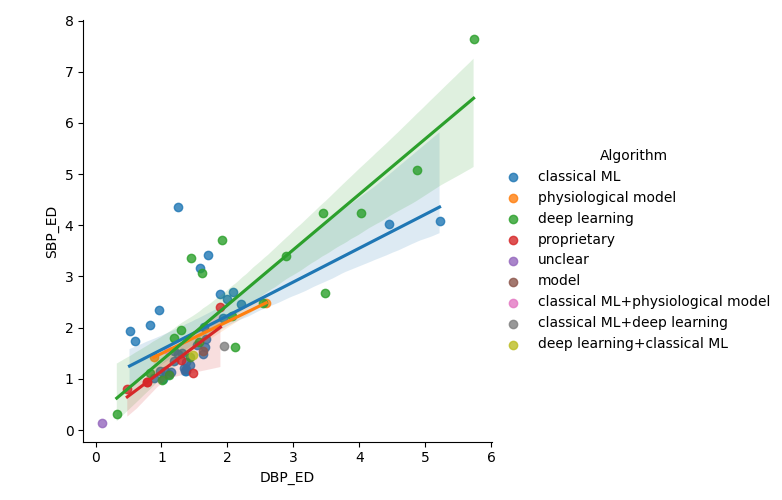 8
7
6
5
4
3
2
1
0
SBP_ED
0 1 2 3 4 5 6
DBP_ED
Algorithm
classical ML
physiological model
deep learning
proprietary
unclear
model
classical ML+physiological model
classical ML+deep learning
deep learning+classical ML